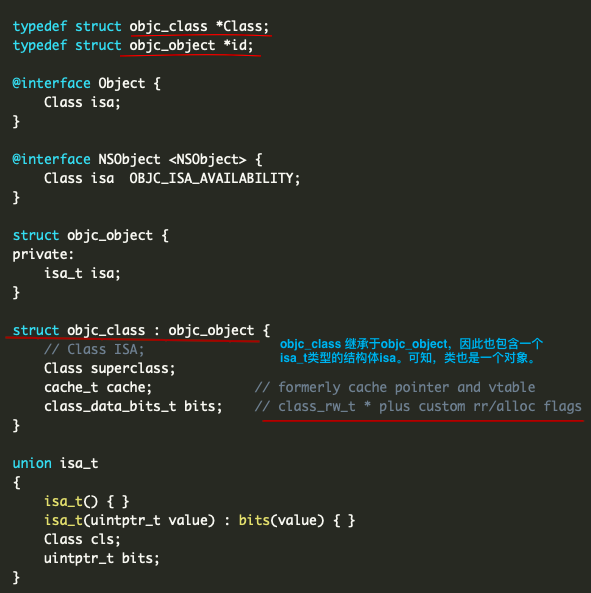 typedef struct objc_class *Class;
typedef struct objc_object *id;
@interface Object {
    Class isa;
}
@interface NSObject <NSObject> {
    Class isa  OBJC_ISA_AVAILABILITY;
}
struct objc_object {
private:
    isa_t isa;
}
struct objc_class : objc_object {
    // Class ISA;
    Class superclass;
    cache_t cache;             // formerly cache pointer and vtable
    class_data_bits_t bits;    // class_rw_t * plus custom rr/alloc flags
}
objc_class 继承于objc_object，因此也包含一个
isa_t类型的结构体isa。可知，类也是一个对象。
union isa_t
{
    isa_t() { }
    isa_t(uintptr_t value) : bits(value) { }
    Class cls;
    uintptr_t bits;
}